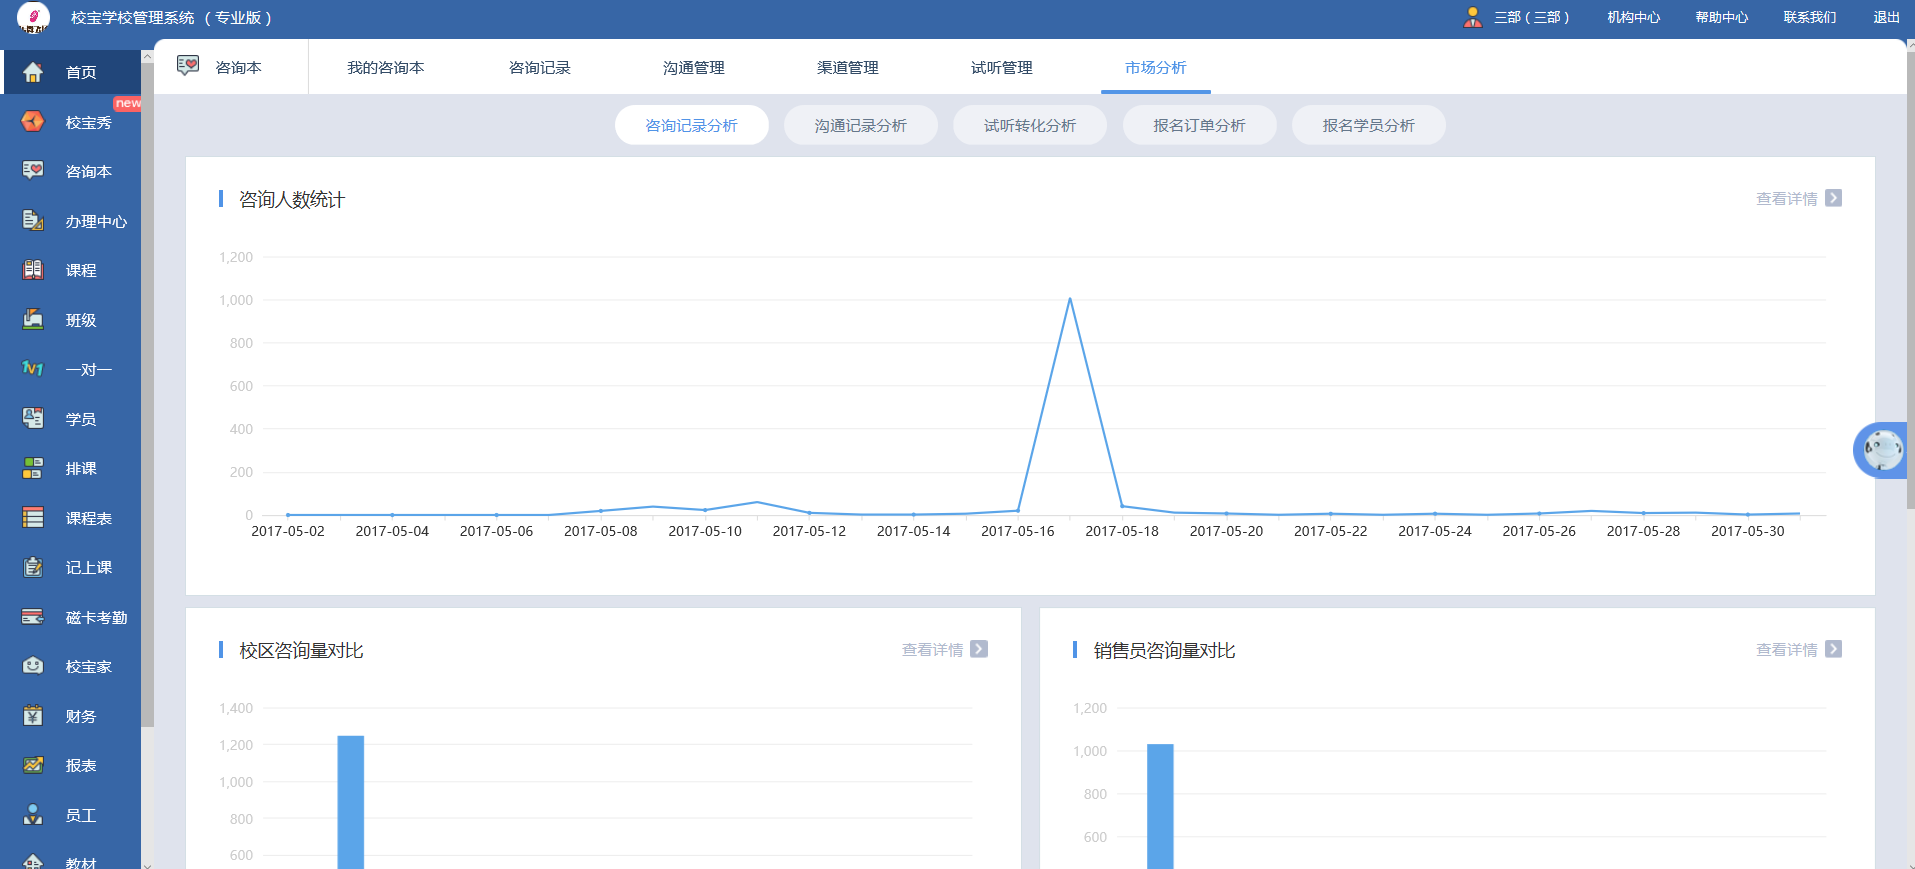 校宝学校管理系统 （ 专业版 ）
三部 ( 三部 )
机构中心
帮助中心
联系我们
退出
首页
new
校宝秀
咨询本
办理中心
课程
班级
1v1
一对一
学员
排课
课程表
记上课
磁卡考勤
校宝家
财务
报表
员工
教材
咨询本
我的咨询本
咨询记录
沟通管理
渠道管理
试听管理
市场分析
咨询记录分析
沟通记录分析
试听转化分析
报名订单分析
报名学员分析
咨询人数统计
查看详情
1,200
1,000
800
600
400
200
0
2017-05-02
2017-05-04
2017-05-06
2017-05-08
2017-05-10
2017-05-12
2017-05-14
2017-05-16
2017-05-18
2017-05-20
2017-05-22
2017-05-24
2017-05-26
2017-05-28
2017-05-30
校区咨询量对比
查看详情
1,400
1,200
1,000
800
600
销售员咨询量对比
查看详情
1,200
1,000
800
600